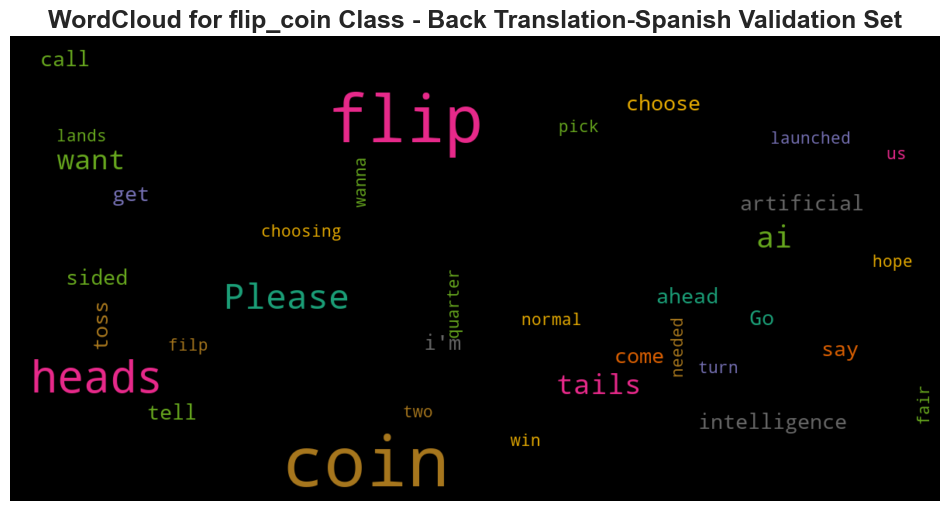 WordCloud for flip_coin Class - Back Translation-Spanish Validation Set
call
flip
choose
pick
lands
launched
want
us
wanna
get
artificial
choosing
ai
hope
sided
Please
quarter
ahead
toss
normal
Go
filp
i'm
needed
come
say
heads
tails
turn
tell
two
fair
intelligence
coin
win